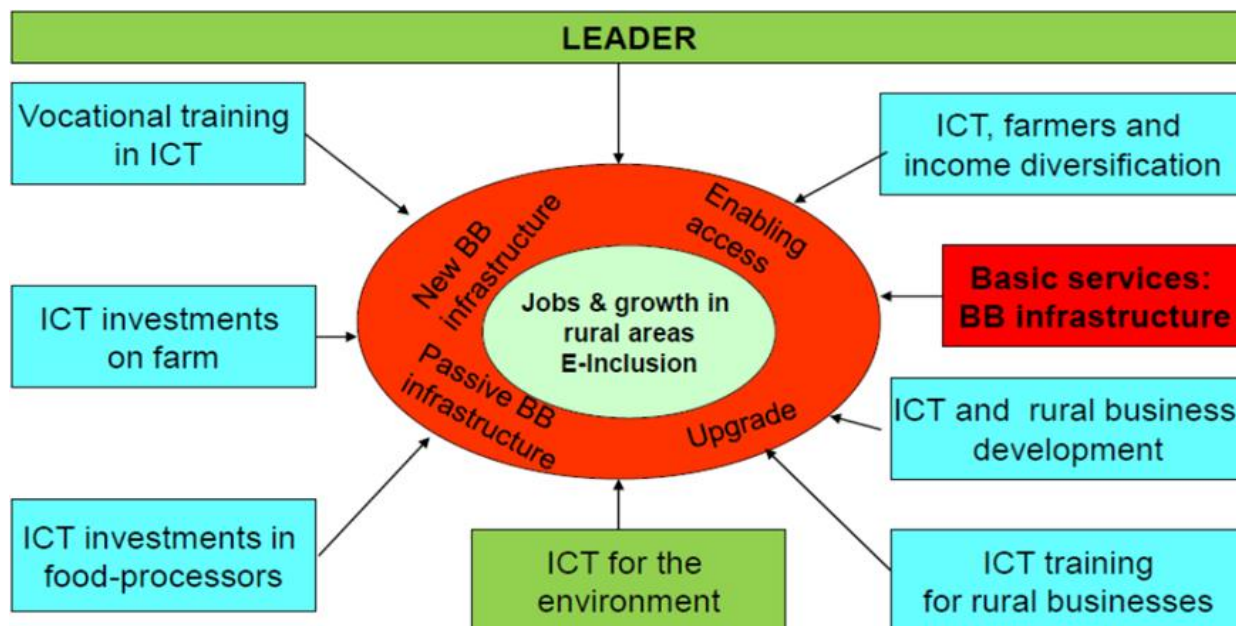 LEADER
Vocational training
in ICT
ICT, farmers and
income diversification
New BB
infrastructure
Enabling
access
Basic services:
BB infrastructure
ICT investments
on farm
Jobs & growth in
rural areas
E-Inclusion
Passive BB
infrastructure
Upgrade
ICT and rural business
development
ICT investments in
food-processors
ICT for the
environment
ICT training
for rural businesses